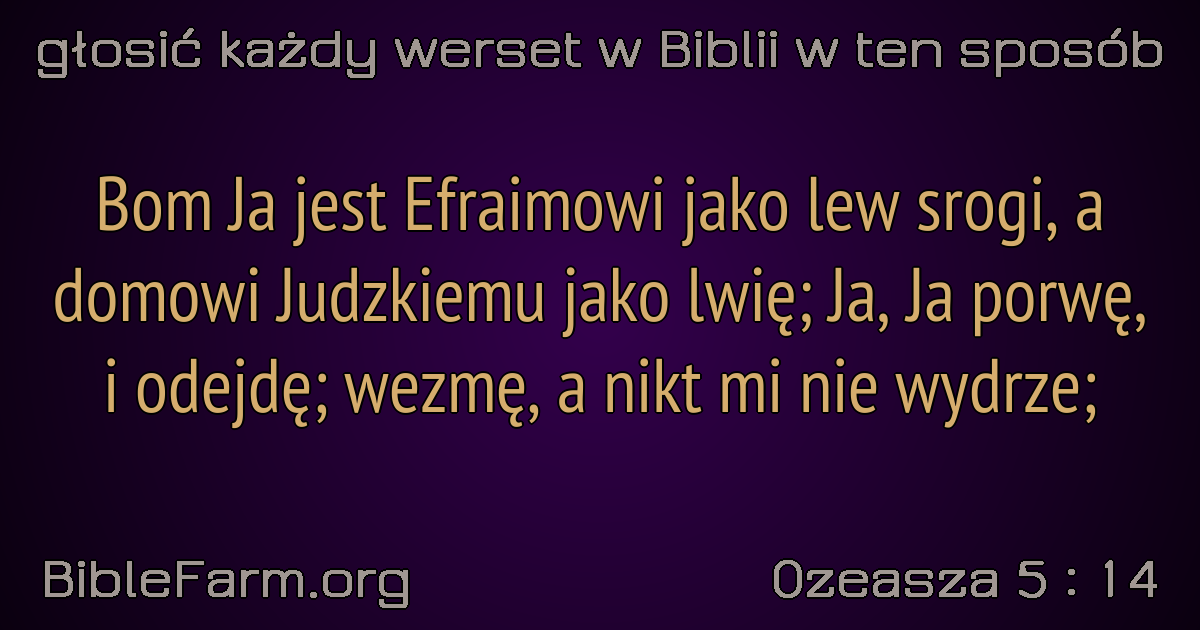 głosić każdy werset w Biblii w ten sposób
Bom Ja jest Efraimowi jako lew srogi, a
domowi Judzkiemu jako lwię; Ja, Ja porwę,
i odejdę; wezmę, a nikt mi nie wydrze;
BibleFarm.org
Ozeasza 5 : 14